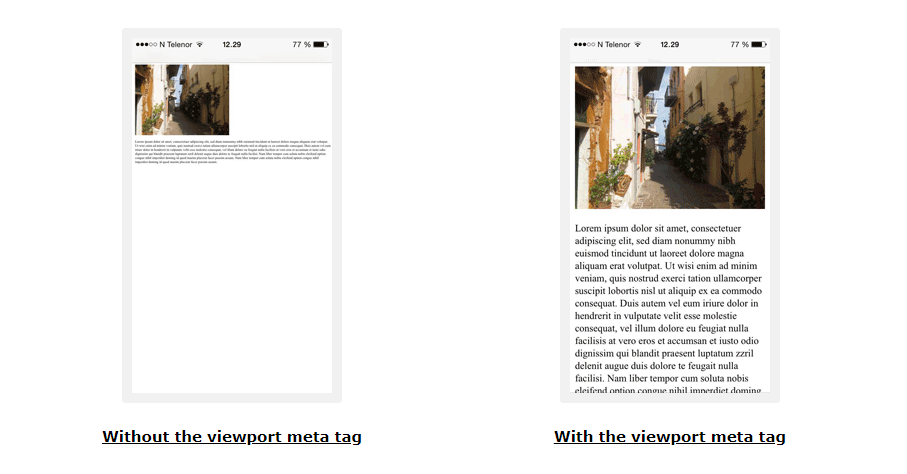 N Telenor 12.29 77 %
Without the viewport meta tag
N Telenor 12.29 77 %
Lorem ipsum dolor sit amet, consectetuer
adipiscing elit, sed diam nonummy nibh
euismod tincidunt ut laoreet dolore magna
aliquam erat volutpat. Ut wisi enim ad minim
veniam, quis nostrud exerci tation ullamcorper
suscipit lobortis nisl ut aliquip ex ea commodo
consequat. Duis autem vel eum iriure dolor in
hendrerit in vulputate velit esse molestie
consequat, vel illum dolore eu feugiat nulla
facilisis at vero eros et accumsan et iusto odio
dignissim qui blandit praesent luptatum zzril
delenit augue duis dolore te feugait nulla
facilisi. Nam liber tempor cum soluta nobis
eleifend option congue nihil imperdiet doming
With the viewport meta tag